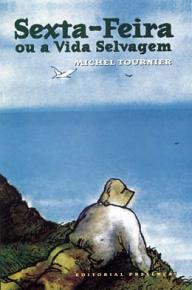 Sexta-Feira
ou a Vida Selvagem
MICHEL TOURNIER
EDITORIAL PRESENÇA